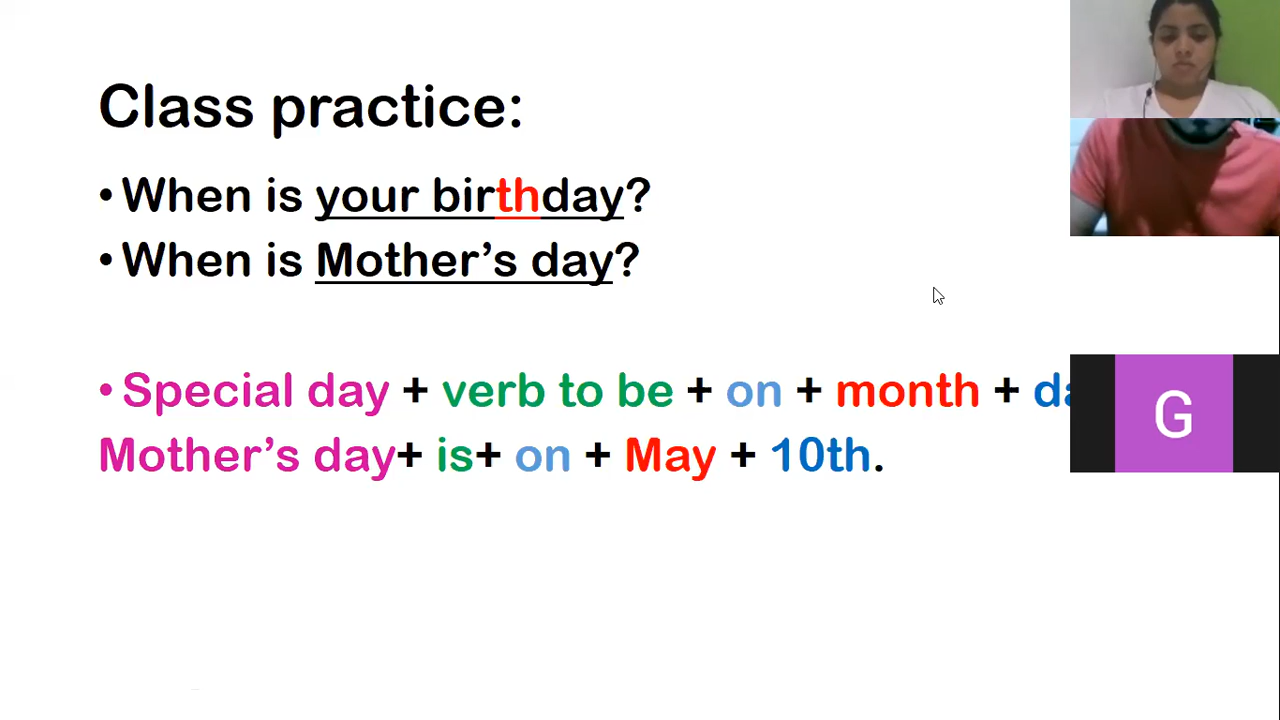 Class practice:
• When is your birthday?
• When is Mother's day?
• Special day + verb to be + on + month +
Mother's day+ is+ on + May + 10th.
G